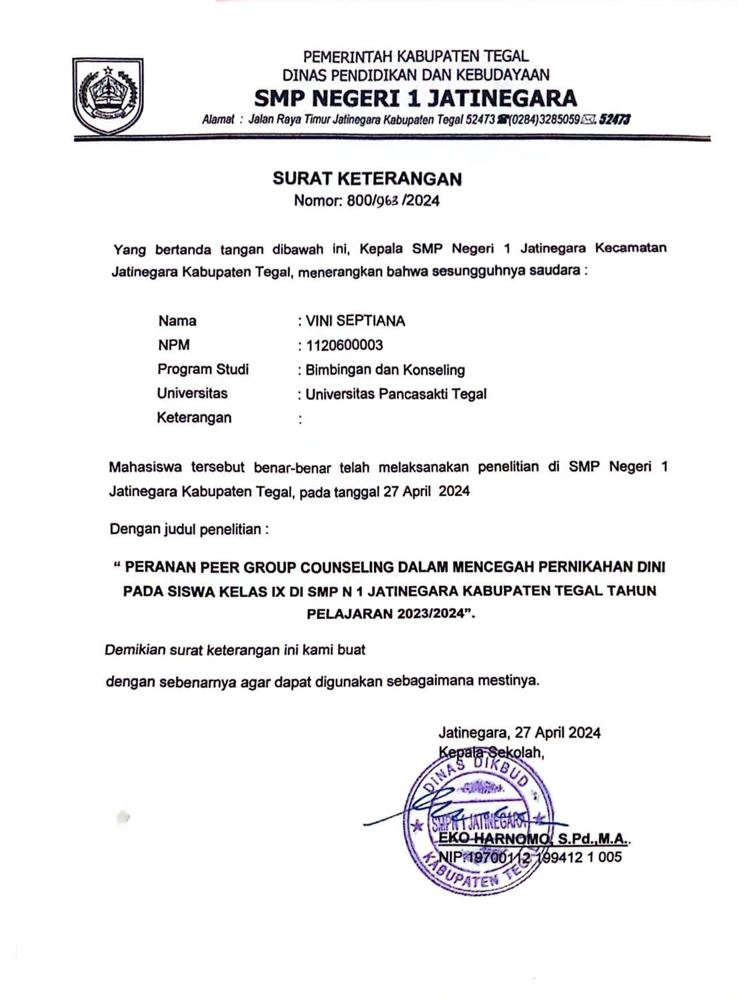 PEMERINTAH KABUPATEN TEGAL
DINAS PENDIDIKAN DAN KEBUDAYAAN
SMP NEGERI 1 JATINEGARA
Alamat : Jalan Raya Timur Jatinegara Kabupaten Tegal 52473 ☎(0284)3285059✉. 52473
SURAT KETERANGAN
Nomor: 800/963 /2024
Yang bertanda tangan dibawah ini, Kepala SMP Negeri 1 Jatinegara Kecamatan
Jatinegara Kabupaten Tegal, menerangkan bahwa sesungguhnya saudara :
Nama : VINI SEPTIANA
NPM : 1120600003
Program Studi : Bimbingan dan Konseling
Universitas : Universitas Pancasakti Tegal
Keterangan :
Mahasiswa tersebut benar-benar telah melaksanakan penelitian di SMP Negeri 1
Jatinegara Kabupaten Tegal, pada tanggal 27 April 2024
Dengan judul penelitian :
“ PERANAN PEER GROUP COUNSELING DALAM MENCEGAH PERNIKAHAN DINI
PADA SISWA KELAS IX DI SMP N 1 JATINEGARA KABUPATEN TEGAL TAHUN
PELAJARAN 2023/2024”.
Demikian surat keterangan ini kami buat
dengan sebenarnya agar dapat digunakan sebagaimana mestinya.
Jatinegara, 27 April 2024
Kepala Sekolah,
DINAS DIKBUD
SMPN 1 JATINEGARA
EKO HARNOMO, S.Pd.,M.A..
NIP.19700112 199412 1 005
KABUPATEN TEGAL